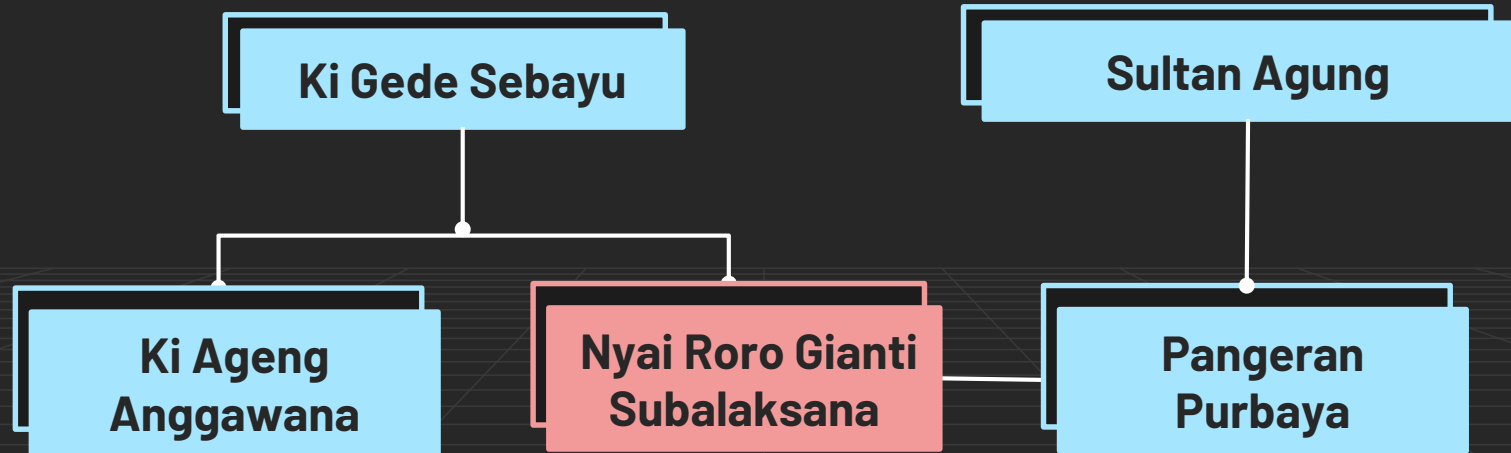 Ki Gede Sebayu
Sultan Agung
Ki Ageng
Anggawana
Nyai Roro Gianti
Subalaksana
Pangeran
Purbaya